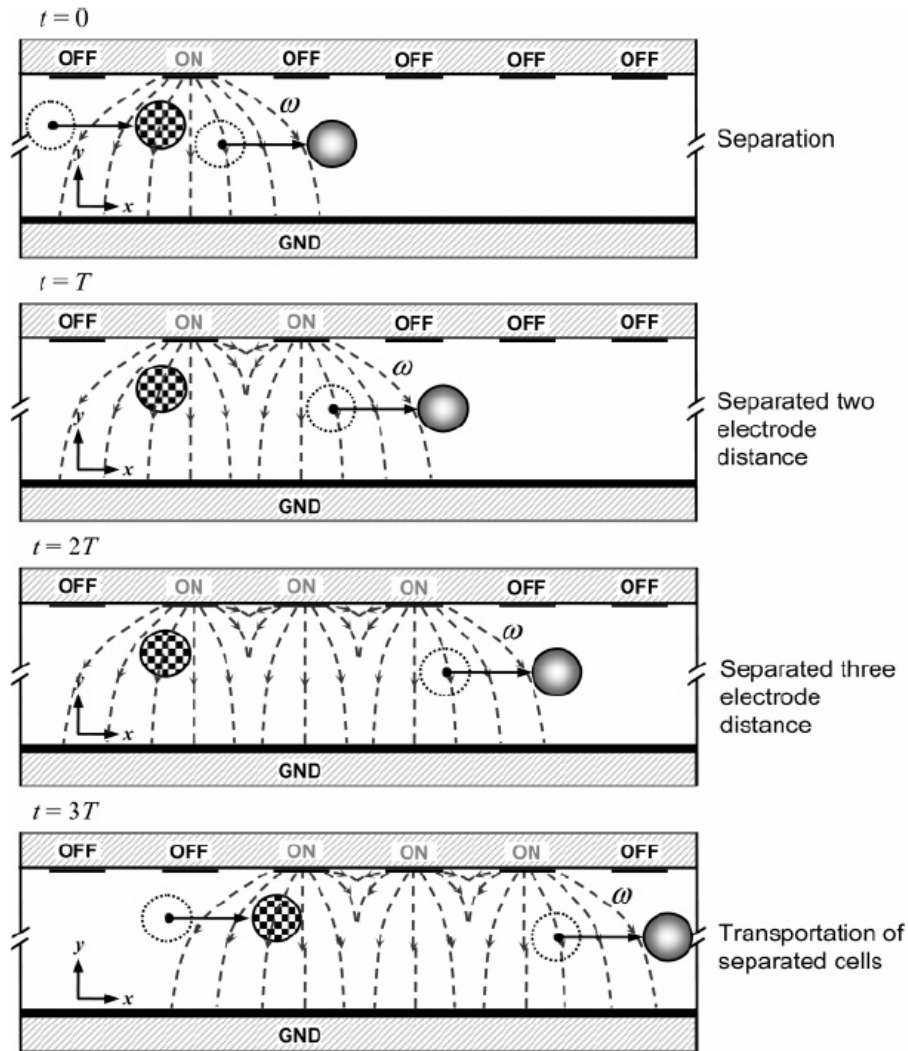 t = 0
OFF ON OFF OFF OFF OFF
ω
y
x
Separation
GND
t = T
OFF ON ON OFF OFF OFF
ω
y
x
Separated two
electrode
distance
GND
t = 2T
OFF ON ON ON OFF OFF
ω
y
x
Separated three
electrode
distance
GND
t = 3T
OFF OFF ON ON ON OFF
ω
y
x
Transportation of
separated cells
GND